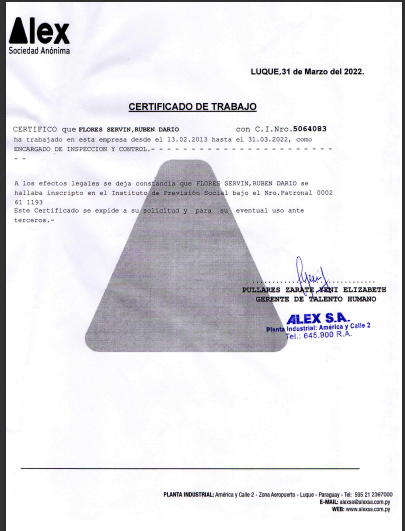 Alex
Sociedad Anónima
LUQUE,31 de Marzo del 2022.
CERTIFICADO DE TRABAJO
CERTIFICO que FLORES SERVIN,RUBEN DARIO con C.I.Nro.5064083
ha trabajado en esta empresa desde el 13.02.2013 hasta el 31.03.2022, como
ENCARGADO DE INSPECCION Y CONTROL.- - - - - - - - - - - - - - - - - - - - -
- -
A los efectos legales se deja constancia que FLORES SERVIN,RUBEN DARIO se
hallaba inscripto en el Instituto de Previsión Social bajo el Nro.Patronal 0002
61 1193
Este Certificado se expide a su solicitud y para su eventual uso ante
terceros.-
PULLARES ZARATE YENI ELIZABETH
GERENTE DE TALENTO HUMANO
ALEX S.A.
Planta Industrial: América y Calle 2
Tel.: 645.900 R.A.
PLANTA INDUSTRIAL: América y Calle 2 - Zona Aeropuerto - Luque - Paraguay - Tel: 595 21 2367000
E-MAIL: alexsa@alexsa.com.py
WEB: www.alexsa.com.py